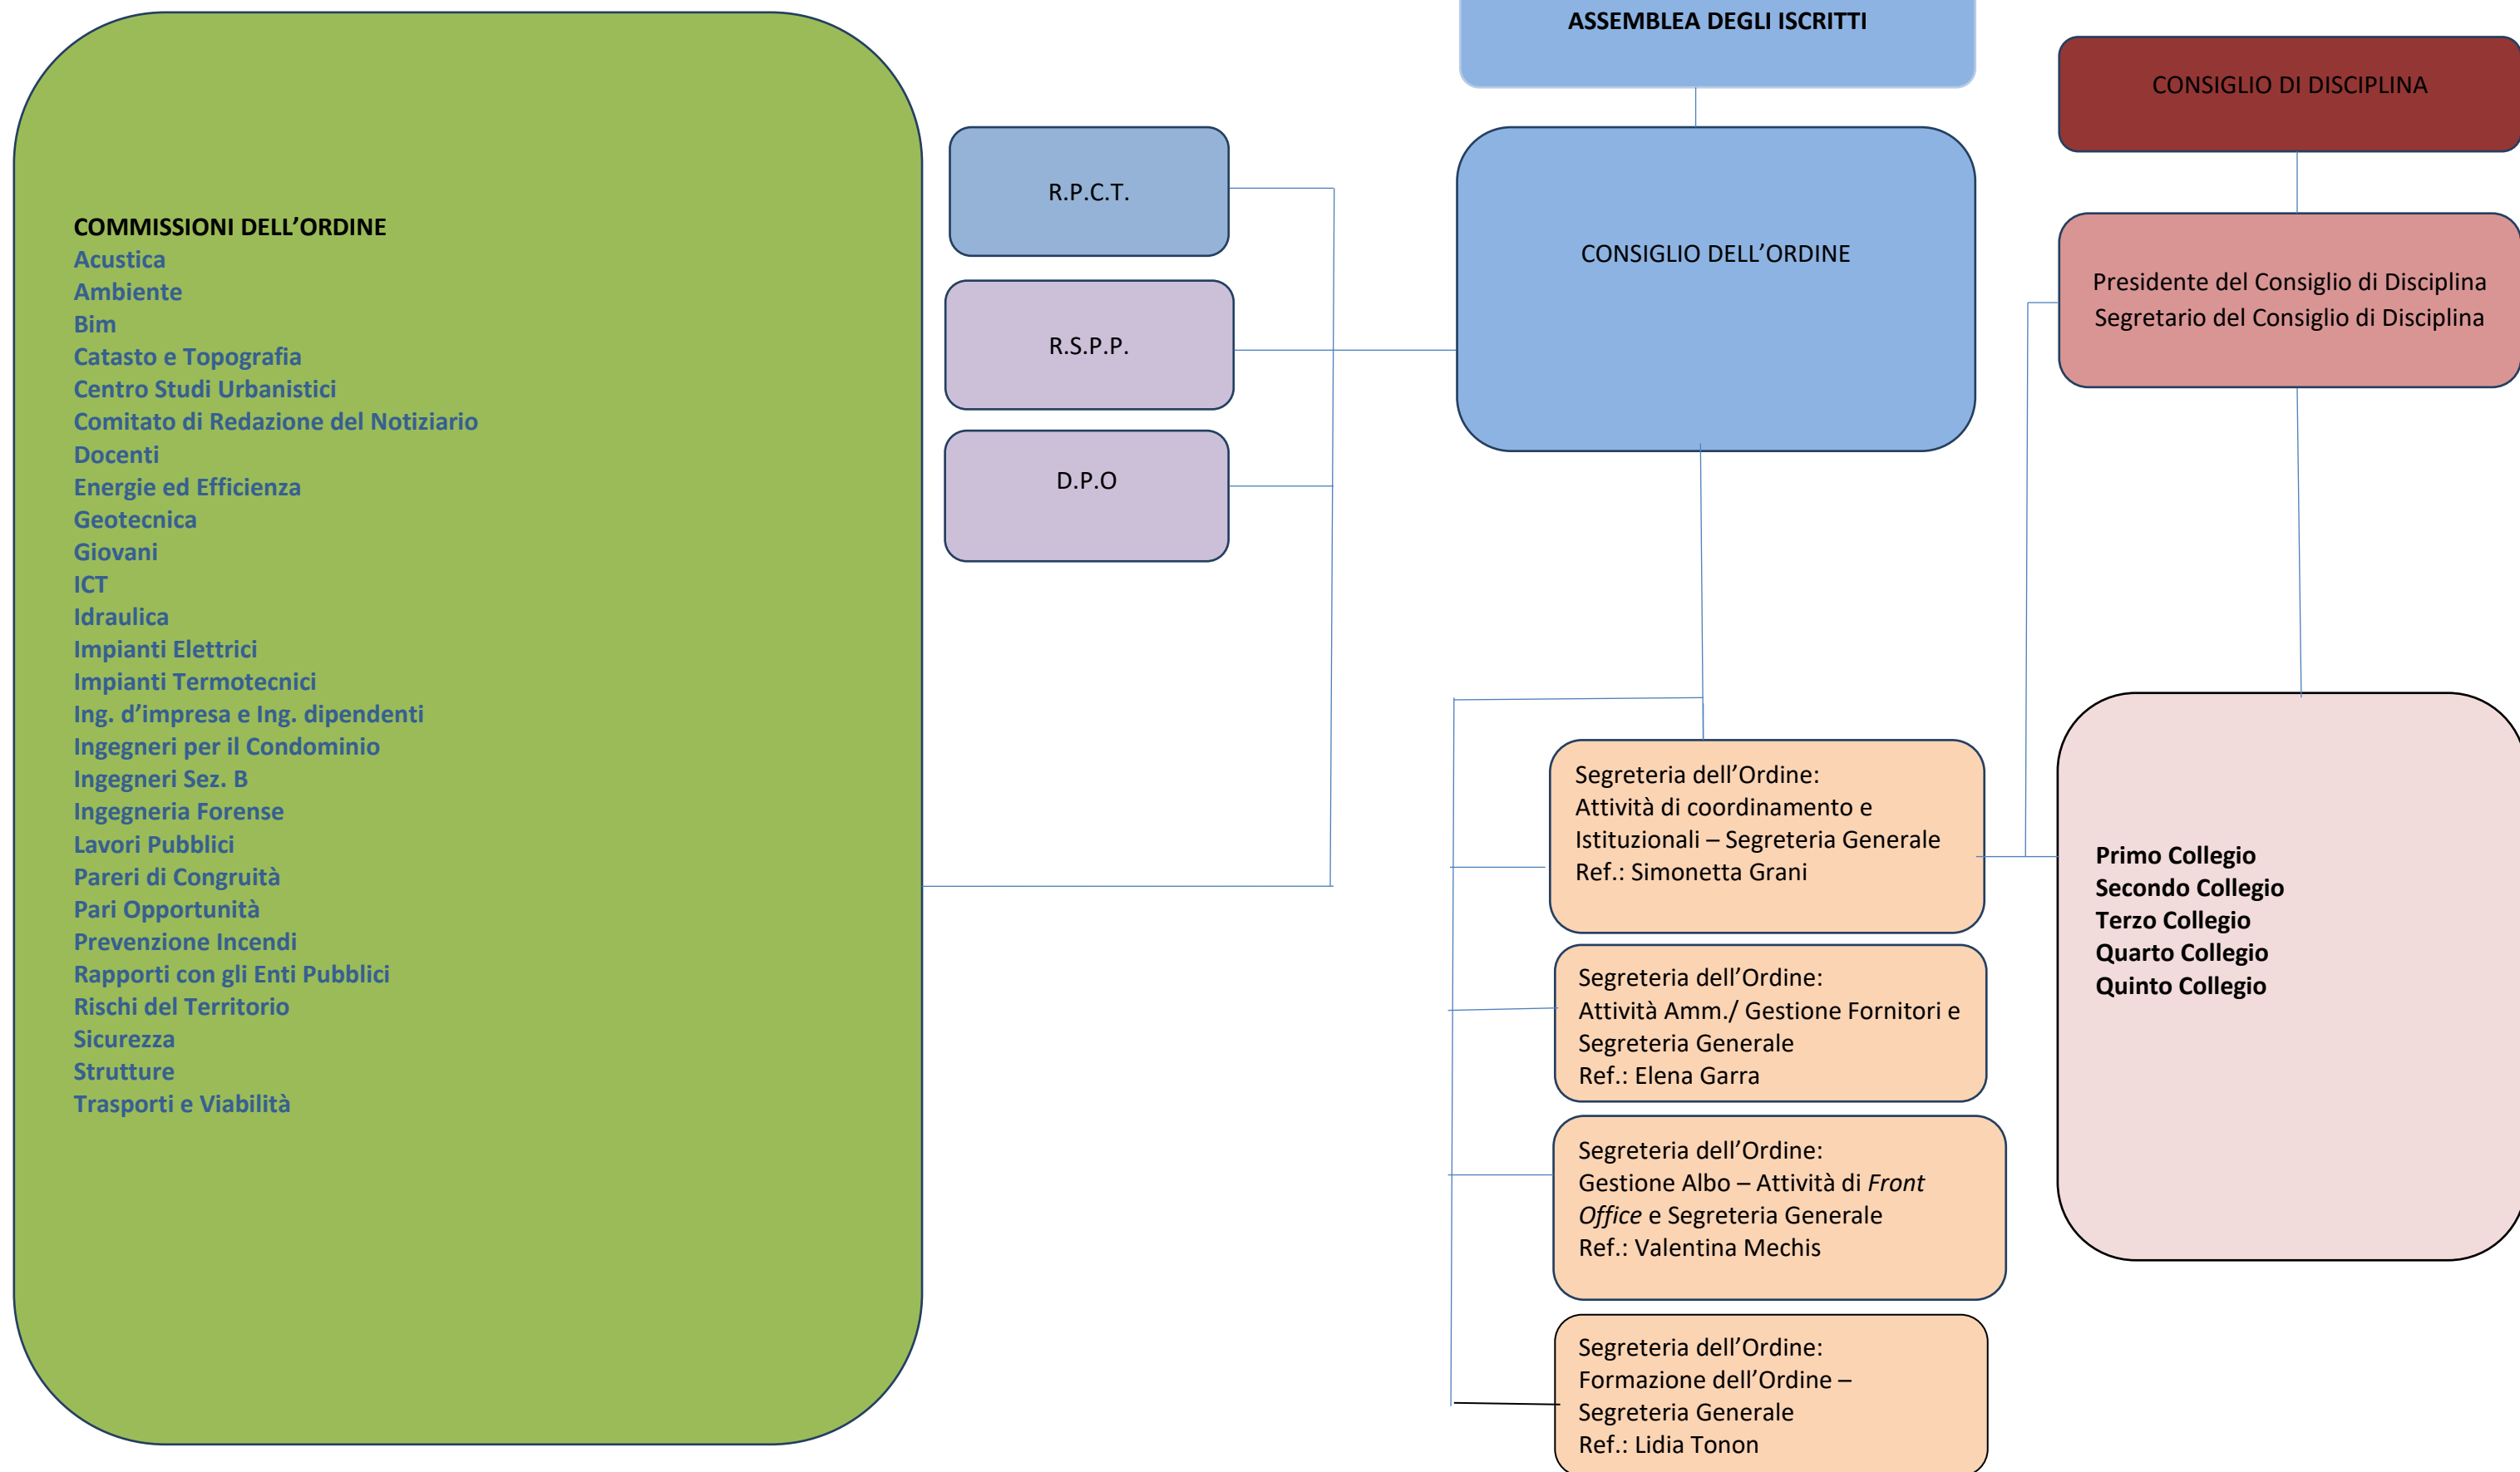 COMMISSIONI DELL’ORDINE
Acustica
Ambiente
Bim
Catasto e Topografia
Centro Studi Urbanistici
Comitato di Redazione del Notiziario
Docenti
Energie ed Efficienza
Geotecnica
Giovani
ICT
Idraulica
Impianti Elettrici
Impianti Termotecnici
Ing. d’impresa e Ing. dipendenti
Ingegneri per il Condominio
Ingegneri Sez. B
Ingegneria Forense
Lavori Pubblici
Pareri di Congruità
Pari Opportunità
Prevenzione Incendi
Rapporti con gli Enti Pubblici
Rischi del Territorio
Sicurezza
Strutture
Trasporti e Viabilità
R.P.C.T.
R.S.P.P.
D.P.O
ASSEMBLEA DEGLI ISCRITTI
CONSIGLIO DELL’ORDINE
Segreteria dell’Ordine:
Attività di coordinamento e
Istituzionali – Segreteria Generale
Ref.: Simonetta Grani
Segreteria dell’Ordine:
Attività Amm./ Gestione Fornitori e
Segreteria Generale
Ref.: Elena Garra
Segreteria dell’Ordine:
Gestione Albo – Attività di Front
Office e Segreteria Generale
Ref.: Valentina Mechis
Segreteria dell’Ordine:
Formazione dell’Ordine –
Segreteria Generale
Ref.: Lidia Tonon
CONSIGLIO DI DISCIPLINA
Presidente del Consiglio di Disciplina
Segretario del Consiglio di Disciplina
Primo Collegio
Secondo Collegio
Terzo Collegio
Quarto Collegio
Quinto Collegio